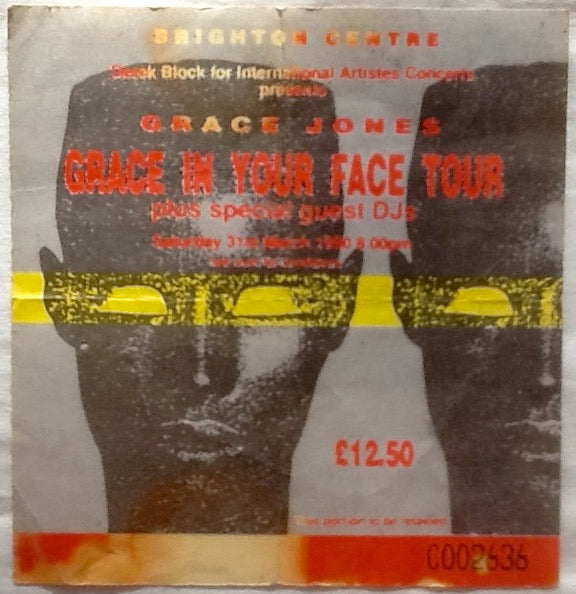 BRIGHTON CENTRE
Derek Block for International Artistes Concerts
presents
GRACE JONES
GRACE IN YOUR FACE TOUR
plus special guest DJs
Saturday 31st March 1990 8.00pm
£12.50
This portion to be retained
C002636